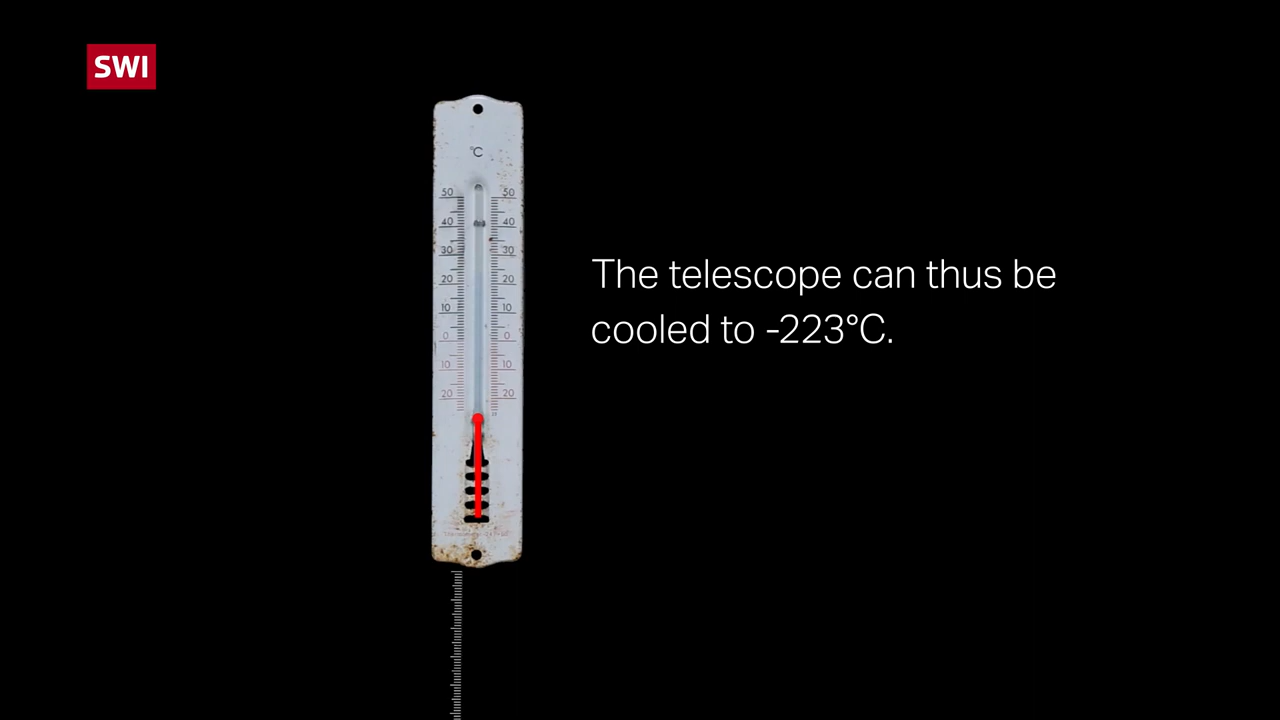 SWI
°C
50 50
40 40
30 30
20 20
10 10
0 0
10 10
20 20
The telescope can thus be
cooled to -223°C.